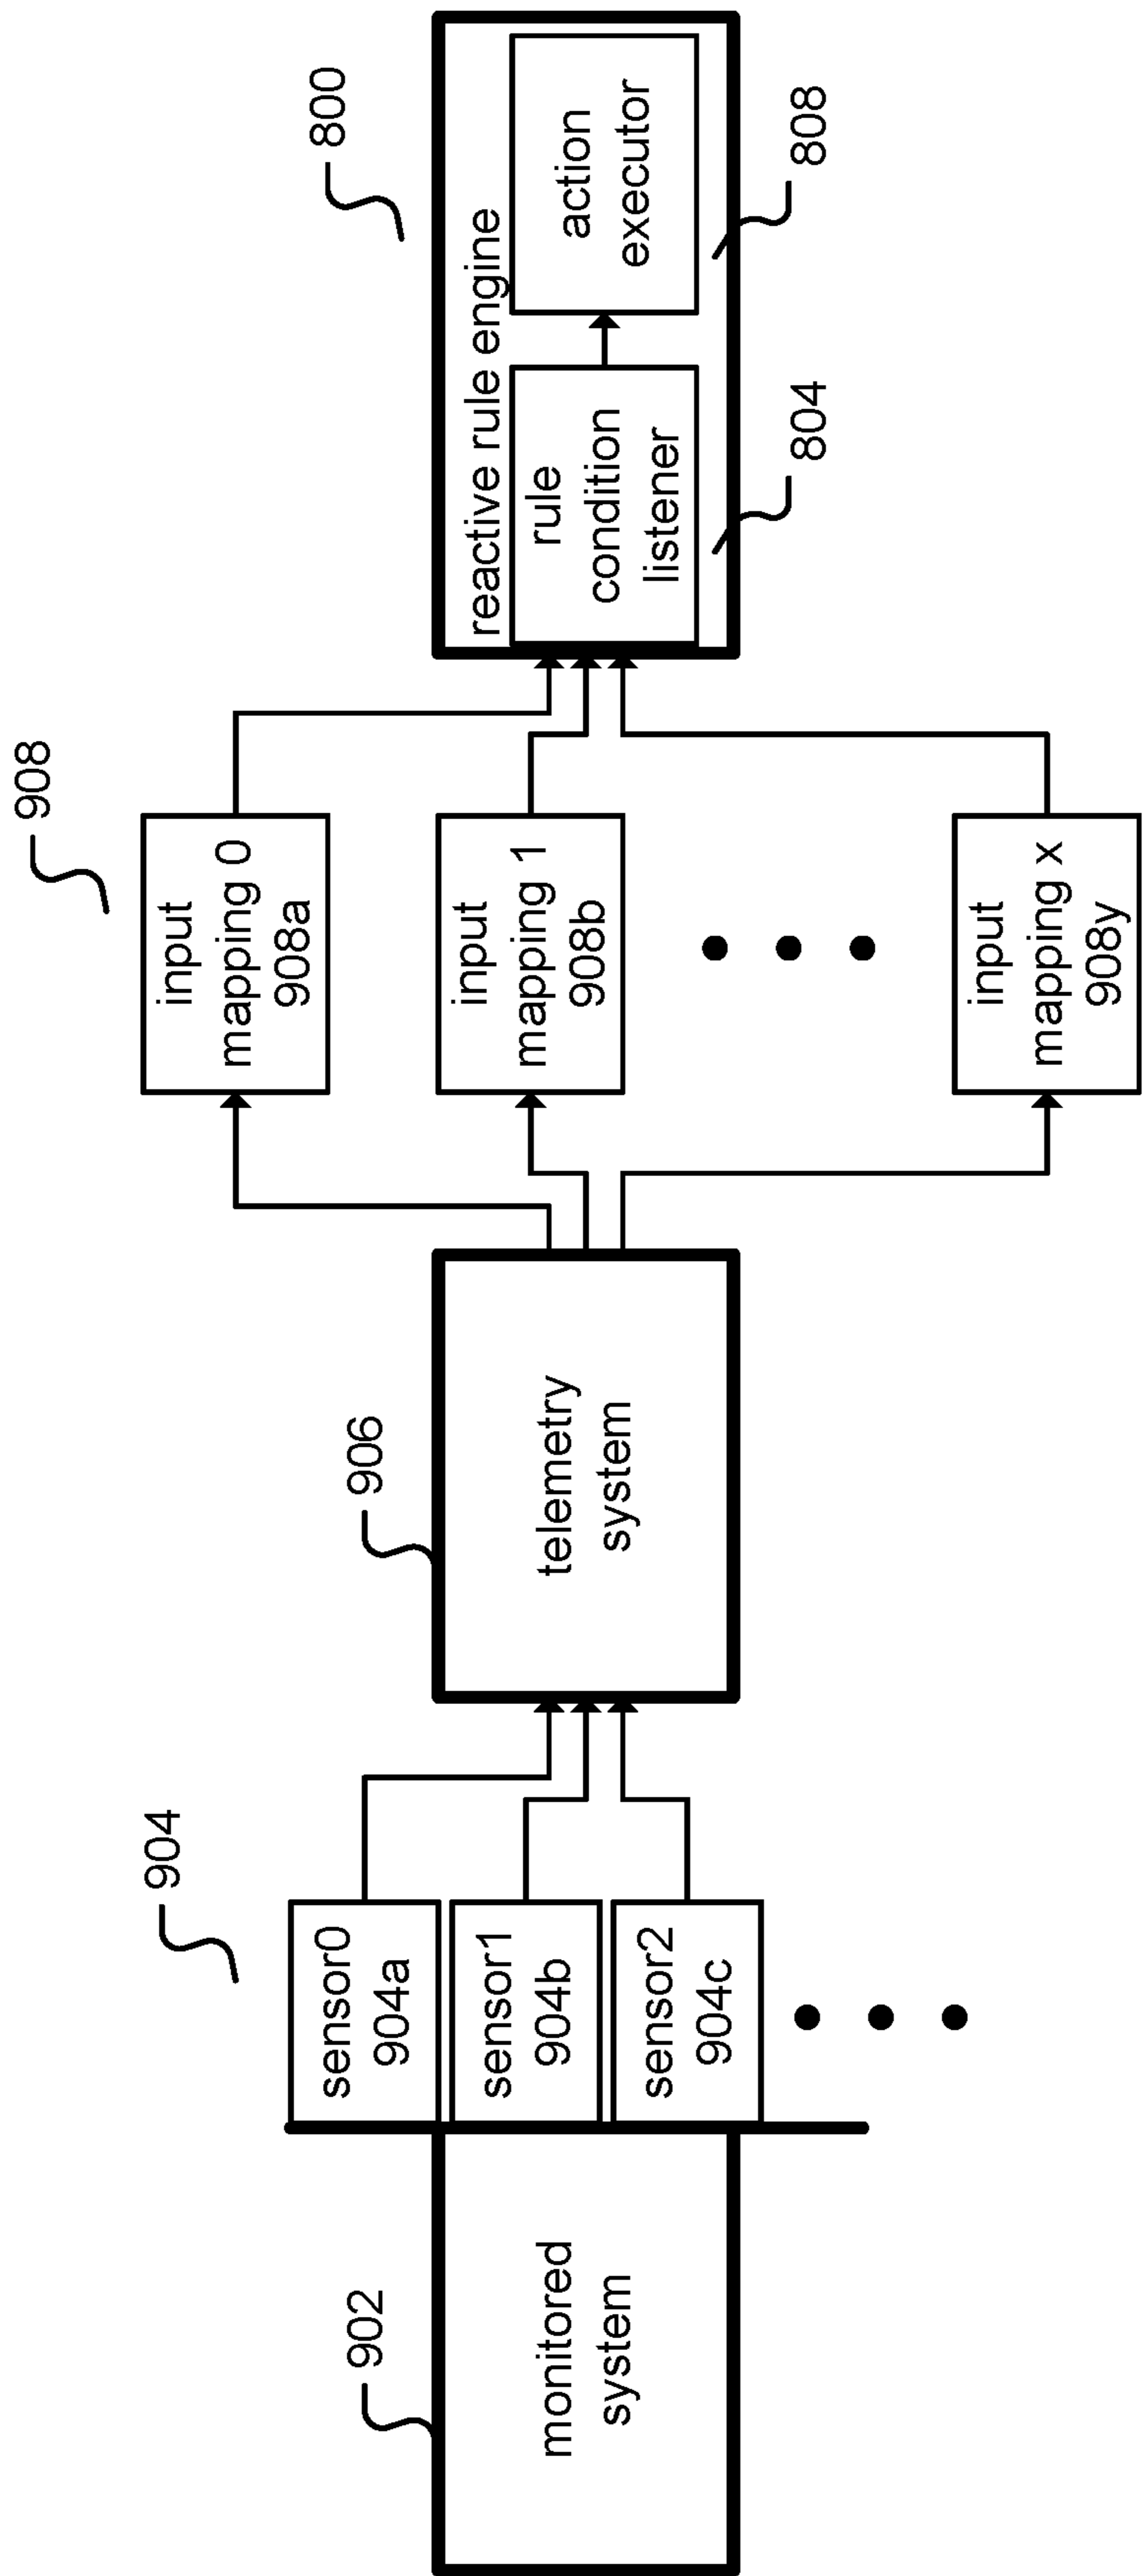 902
monitored
system
904
sensor0
904a
sensor1
904b
sensor2
904c
906
telemetry
system
908
input
mapping 0
908a
input
mapping 1
908b
input
mapping x
908y
800
reactive rule engine
rule
condition
listener
804
action
executor
808